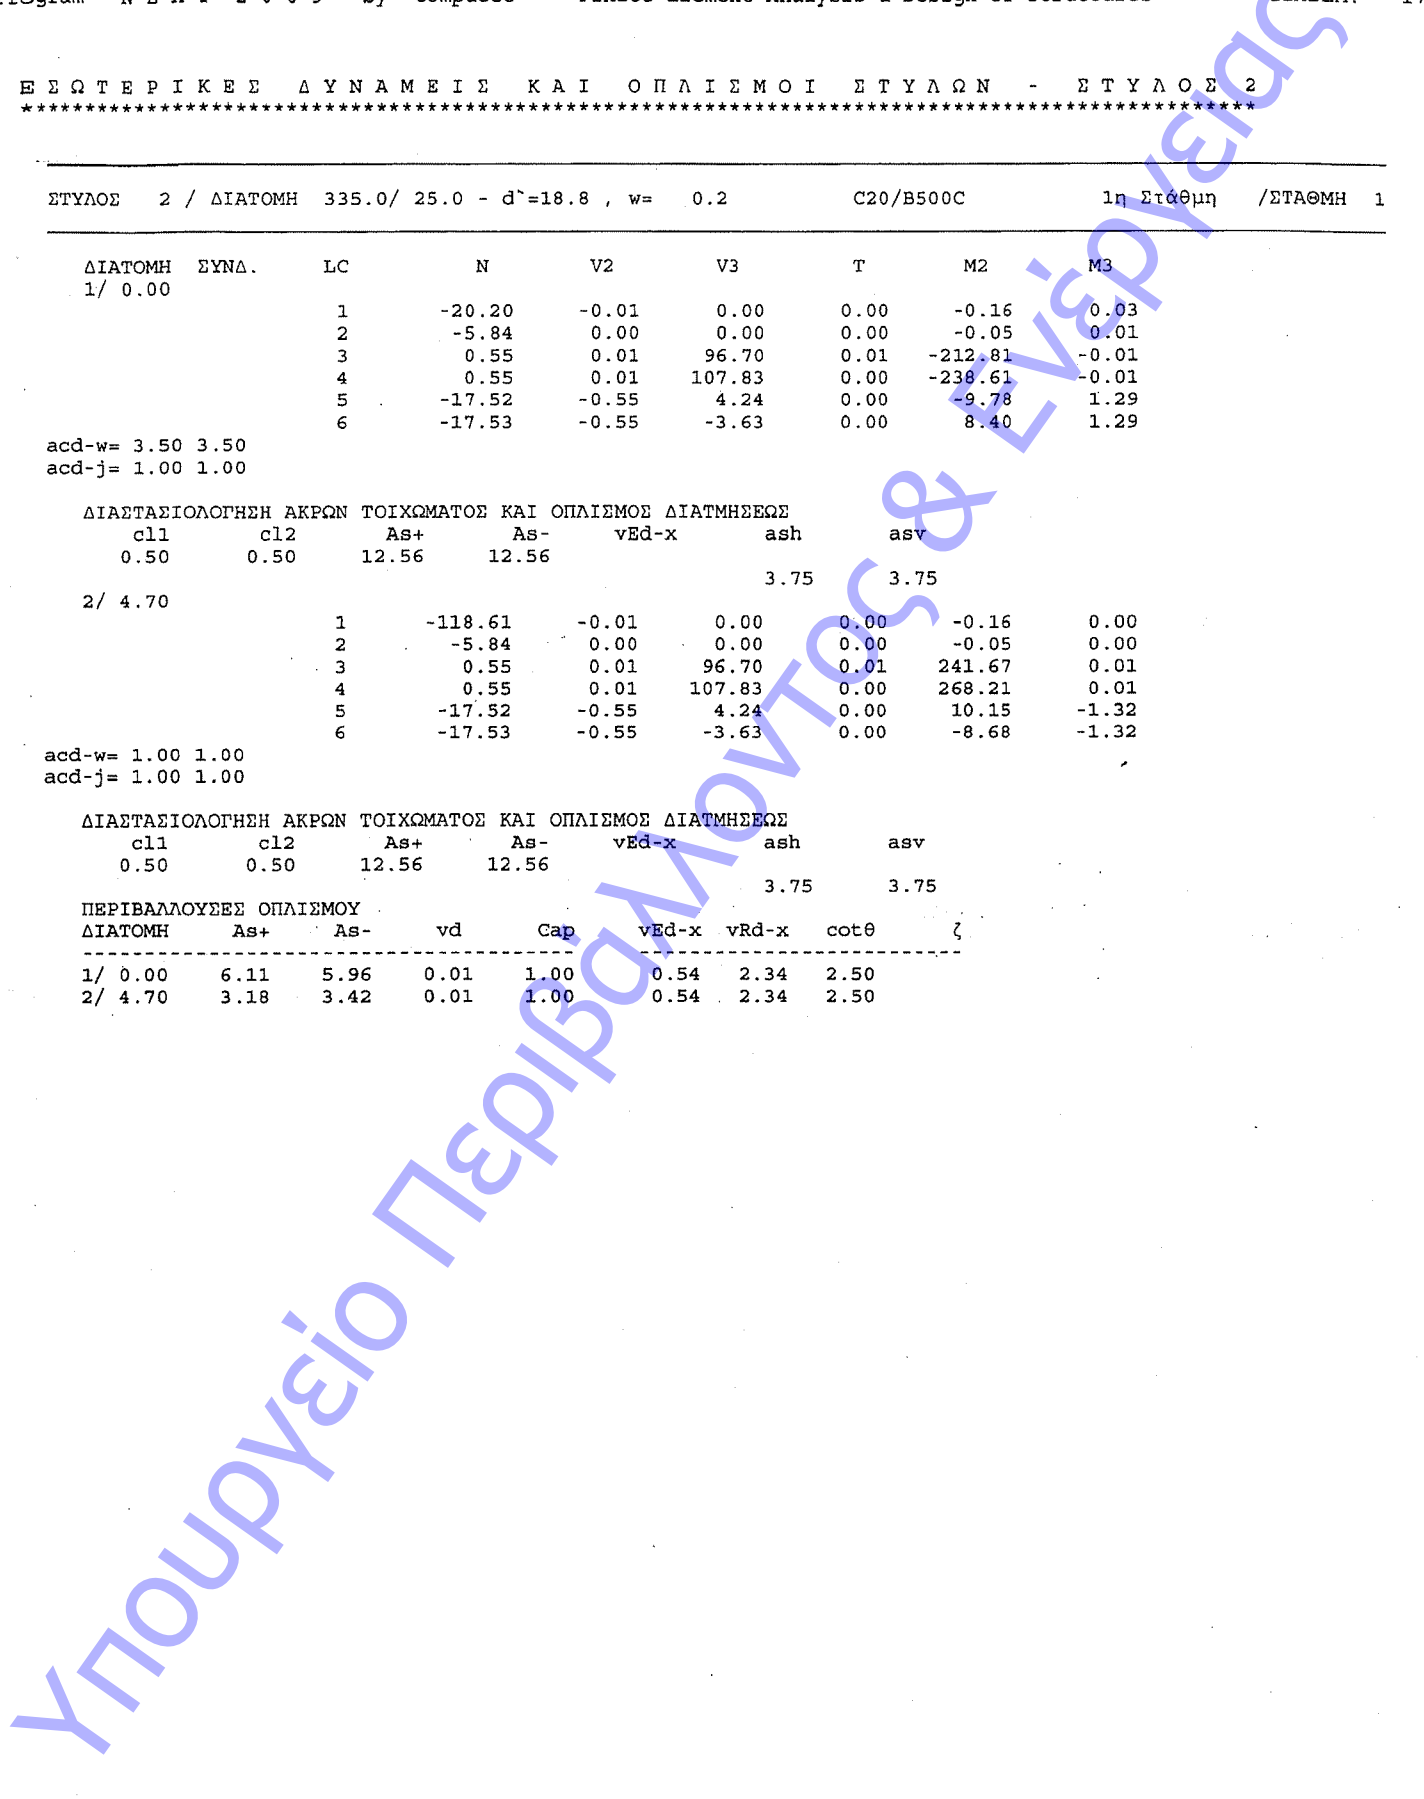 ΕΣΩΤΕΡΙΚΕΣ ΔΥΝΑΜΕΙΣ ΚΑΙ ΟΠΛΙΣΜΟΙ ΣΤΥΛΩΝ - ΣΤΥΛΟΣ 2
ΣΤΥΛΟΣ 2 / ΔΙΑΤΟΜΗ 335.0/ 25.0 - d`=18.8 , w= 0.2 C20/B500C 1η Στάθμη /ΣΤΑΘΜΗ 1
ΔΙΑΤΟΜΗ ΣΥΝΔ. LC N V2 V3 T M2 M3
1/ 0.00
1 -20.20 -0.01 0.00 0.00 -0.16 0.03
2 -5.84 0.00 0.00 0.00 -0.05 0.01
3 0.55 0.01 96.70 0.01 -212.81 -0.01
4 0.55 0.01 107.83 0.00 -238.61 -0.01
5 -17.52 -0.55 4.24 0.00 -9.78 1.29
6 -17.53 -0.55 -3.63 0.00 8.40 1.29
acd-w= 3.50 3.50
acd-j= 1.00 1.00
ΔΙΑΣΤΑΣΙΟΛΟΓΗΣΗ ΑΚΡΩΝ ΤΟΙΧΩΜΑΤΟΣ ΚΑΙ ΟΠΛΙΣΜΟΣ ΔΙΑΤΜΗΣΕΩΣ
cl1 cl2 As+ As- vEd-x ash asv
0.50 0.50 12.56 12.56
3.75 3.75
2/ 4.70
1 -118.61 -0.01 0.00 0.00 -0.16 0.00
2 -5.84 0.00 0.00 0.00 -0.05 0.00
3 0.55 0.01 96.70 0.01 241.67 0.01
4 0.55 0.01 107.83 0.00 268.21 0.01
5 -17.52 -0.55 4.24 0.00 10.15 -1.32
6 -17.53 -0.55 -3.63 0.00 -8.68 -1.32
acd-w= 1.00 1.00
acd-j= 1.00 1.00
ΔΙΑΣΤΑΣΙΟΛΟΓΗΣΗ ΑΚΡΩΝ ΤΟΙΧΩΜΑΤΟΣ ΚΑΙ ΟΠΛΙΣΜΟΣ ΔΙΑΤΜΗΣΕΩΣ
cl1 cl2 As+ As- vEd-x ash asv
0.50 0.50 12.56 12.56
3.75 3.75
ΠΕΡΙΒΑΛΛΟΥΣΕΣ ΟΠΛΙΣΜΟΥ
ΔΙΑΤΟΜΗ As+ As- vd Cap vEd-x vRd-x cotθ ζ
1/ 0.00 6.11 5.96 0.01 1.00 0.54 2.34 2.50
2/ 4.70 3.18 3.42 0.01 1.00 0.54 2.34 2.50
Υπουργείο Περιβάλλοντος & Ενέργειας